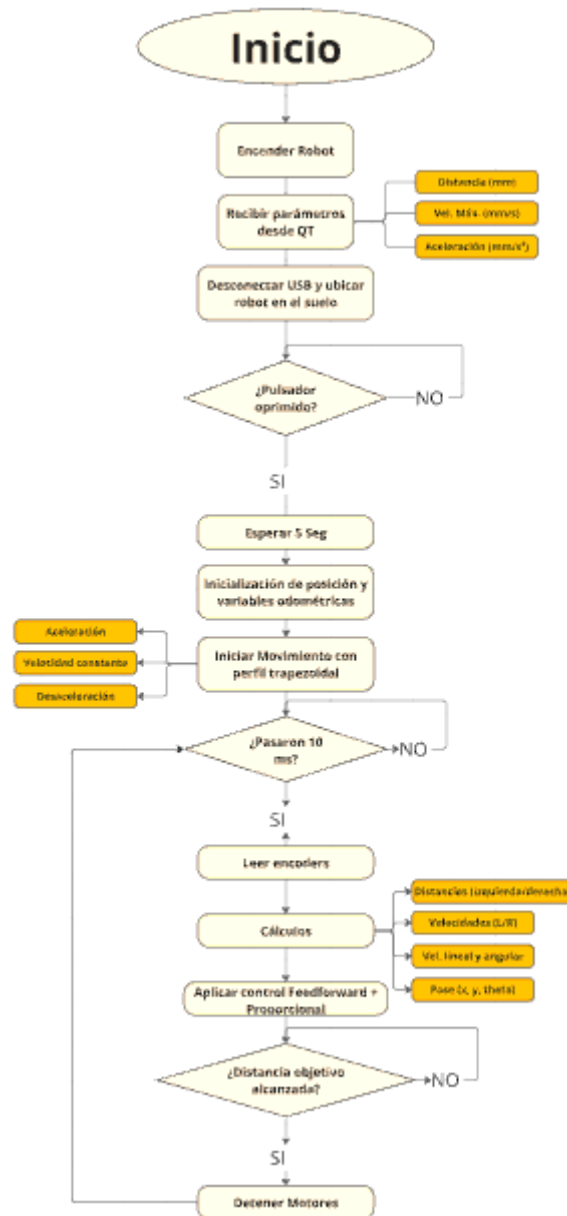 Inicio
Encender Robot
Recibir parámetros
desde QT
Distancia (mm)
Vel. Máx. (mm/s)
Aceleración (mm/s²)
Desconectar USB y ubicar
robot en el suelo
¿Pulsador
oprimido?
NO
SI
Esperar 5 Seg
Inicialización de posición y
variables odométricas
Iniciar Movimiento con
perfil trapezoidal
Aceleración
Velocidad constante
Desaceleración
¿Pasaron 10
ms?
NO
SI
Leer encoders
Cálculos
Distancias (izquierda/derecha)
Velocidades (L/R)
Vel. lineal y angular
Pose (x, y, theta)
Aplicar control Feedforward +
Proporcional
¿Distancia objetivo
alcanzada?
NO
SI
Detener Motores